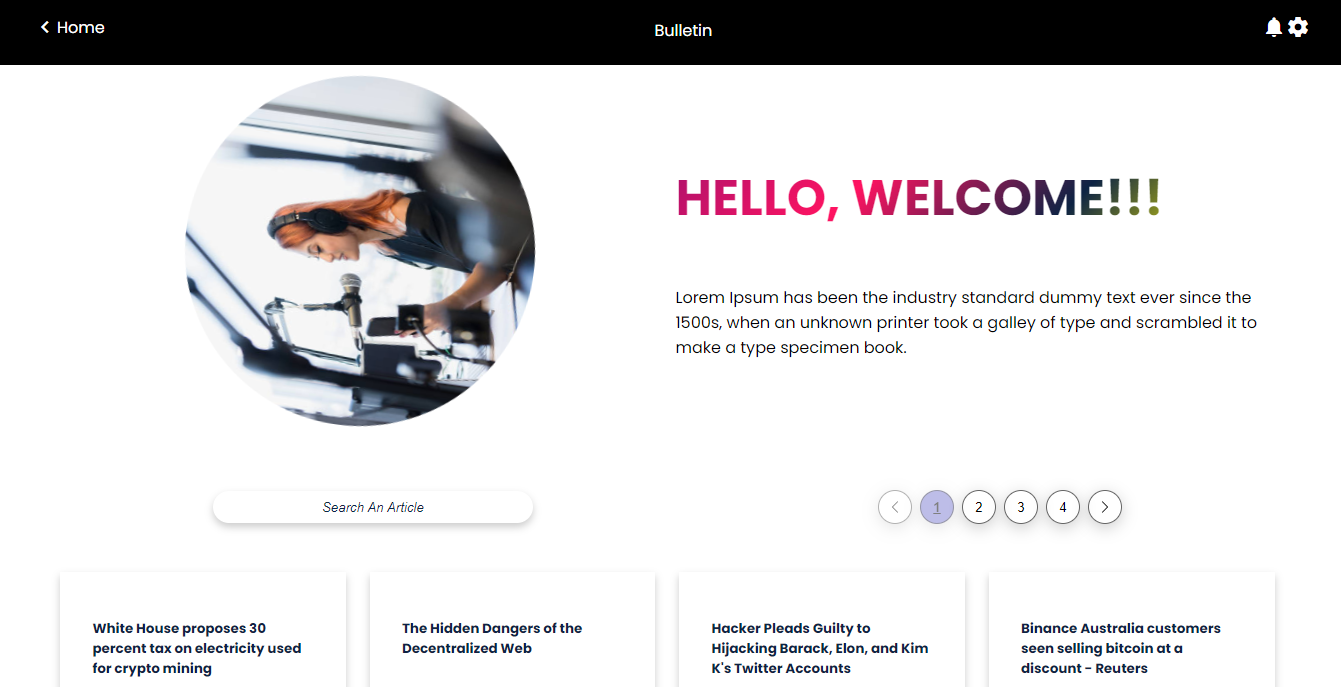 Home
Bulletin
HELLO, WELCOME!!!
Lorem Ipsum has been the industry standard dummy text ever since the
1500s, when an unknown printer took a galley of type and scrambled it to
make a type specimen book.
Search An Article
1 2 3 4
White House proposes 30
percent tax on electricity used
for crypto mining
The Hidden Dangers of the
Decentralized Web
Hacker Pleads Guilty to
Hijacking Barack, Elon, and Kim
K's Twitter Accounts
Binance Australia customers
seen selling bitcoin at a
discount - Reuters